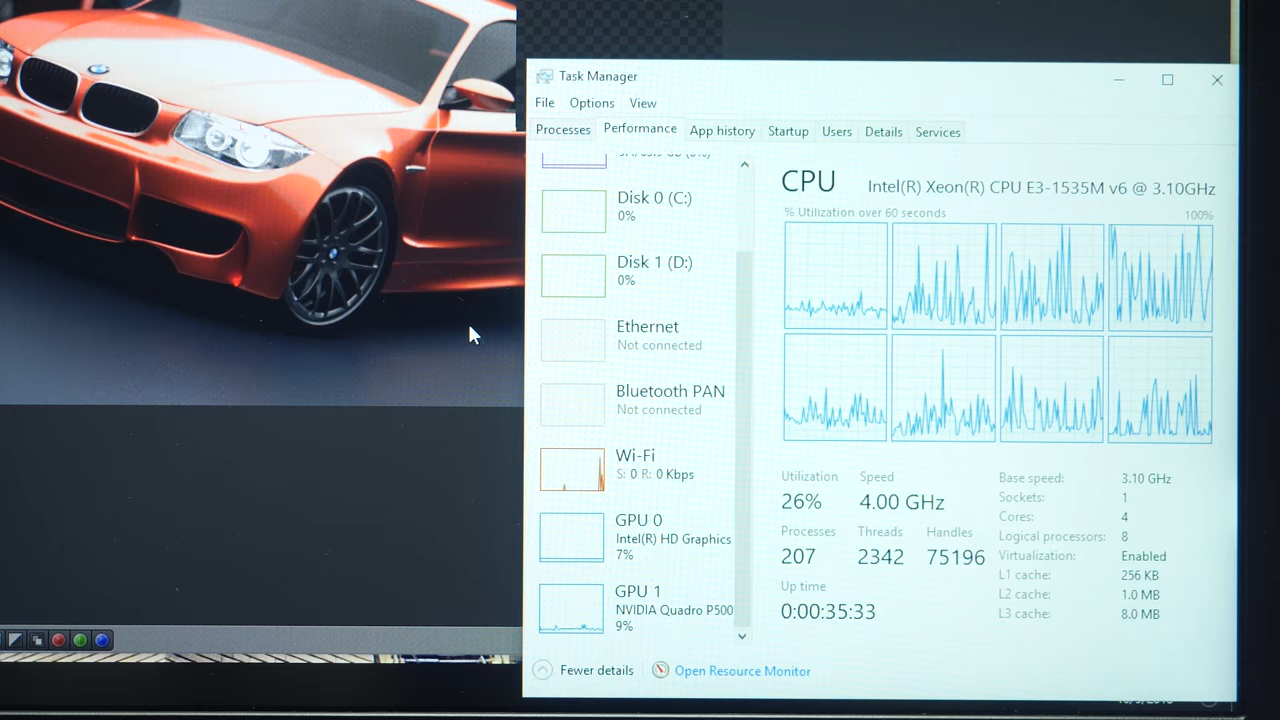 Task Manager
File Options View
Processes Performance App history Startup Users Details Services
Disk 0 (C:)
0%
Disk 1 (D:)
0%
Ethernet
Not connected
Bluetooth PAN
Not connected
Wi-Fi
S: 0 R: 0 Kbps
GPU 0
Intel(R) HD Graphics
7%
GPU 1
NVIDIA Quadro P500
9%
CPU Intel(R) Xeon(R) CPU E3-1535M v6 @ 3.10GHz
% Utilization over 60 seconds 100%
Utilization Speed
26% 4.00 GHz
Processes Threads Handles
207 2342 75196
Up time
0:00:35:33
Base speed: 3.10 GHz
Sockets: 1
Cores: 4
Logical processors: 8
Virtualization: Enabled
L1 cache: 256 KB
L2 cache: 1.0 MB
L3 cache: 8.0 MB
Fewer details Open Resource Monitor